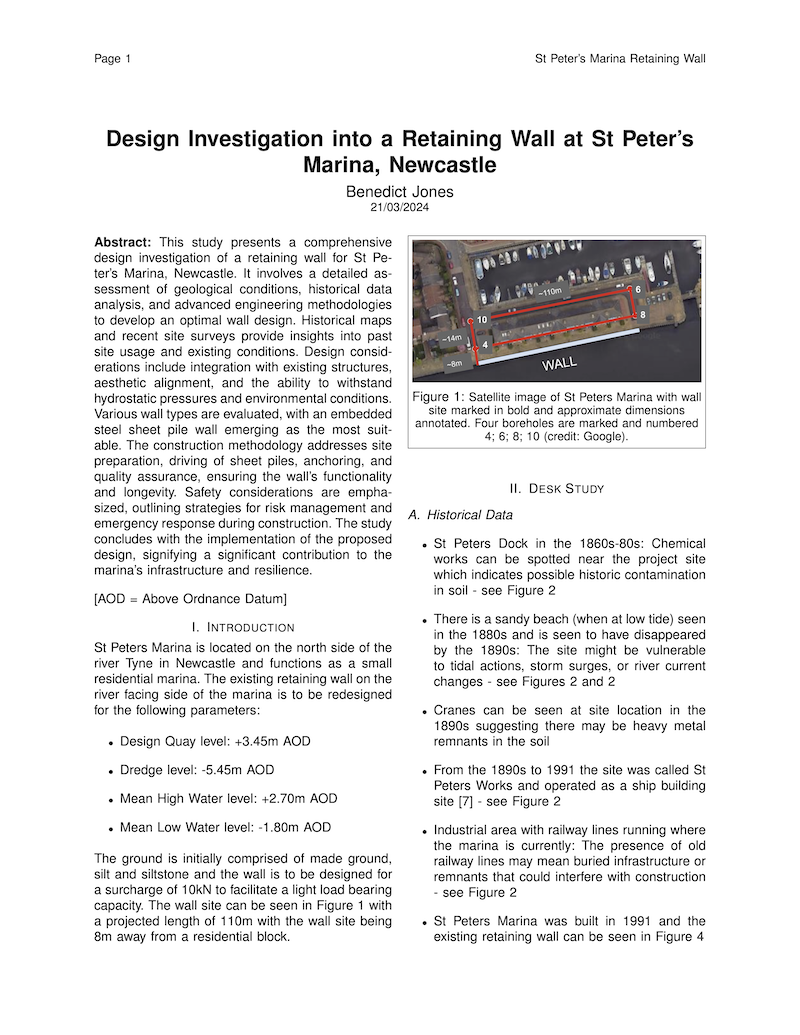 Page 1
St Peter's Marina Retaining Wall
Design Investigation into a Retaining Wall at St Peter's
Marina, Newcastle
Benedict Jones
21/03/2024
Abstract: This study presents a comprehensive
design investigation of a retaining wall for St Pe-
ter's Marina, Newcastle. It involves a detailed as-
sessment of geological conditions, historical data
analysis, and advanced engineering methodologies
to develop an optimal wall design. Historical maps
and recent site surveys provide insights into past
site usage and existing conditions. Design consid-
erations include integration with existing structures,
aesthetic alignment, and the ability to withstand
hydrostatic pressures and environmental conditions.
Various wall types are evaluated, with an embedded
steel sheet pile wall emerging as the most suit-
able. The construction methodology addresses site
preparation, driving of sheet piles, anchoring, and
quality assurance, ensuring the wall's functionality
and longevity. Safety considerations are empha-
sized, outlining strategies for risk management and
emergency response during construction. The study
concludes with the implementation of the proposed
design, signifying a significant contribution to the
marina's infrastructure and resilience.
[AOD = Above Ordnance Datum]
I. INTRODUCTION
St Peters Marina is located on the north side of the
river Tyne in Newcastle and functions as a small
residential marina. The existing retaining wall on the
river facing side of the marina is to be redesigned
for the following parameters:
• Design Quay level: +3.45m AOD
• Dredge level: -5.45m AOD
• Mean High Water level: +2.70m AOD
• Mean Low Water level: -1.80m AOD
The ground is initially comprised of made ground,
silt and siltstone and the wall is to be designed for
a surcharge of 10kN to facilitate a light load bearing
capacity. The wall site can be seen in Figure 1 with
a projected length of 110m with the wall site being
8m away from a residential block.
~110m
6
10
8
~14m
4
~8m
WALL
Figure 1: Satellite image of St Peters Marina with wall
site marked in bold and approximate dimensions
annotated. Four boreholes are marked and numbered
4; 6; 8; 10 (credit: Google).
II. DESK STUDY
A. Historical Data
• St Peters Dock in the 1860s-80s: Chemical
works can be spotted near the project site
which indicates possible historic contamination
in soil - see Figure 2
• There is a sandy beach (when at low tide) seen
in the 1880s and is seen to have disappeared
by the 1890s: The site might be vulnerable
to tidal actions, storm surges, or river current
changes - see Figures 2 and 2
• Cranes can be seen at site location in the
1890s suggesting there may be heavy metal
remnants in the soil
• From the 1890s to 1991 the site was called St
Peters Works and operated as a ship building
site [7] - see Figure 2
• Industrial area with railway lines running where
the marina is currently: The presence of old
railway lines may mean buried infrastructure or
remnants that could interfere with construction
- see Figure 2
• St Peters Marina was built in 1991 and the
existing retaining wall can be seen in Figure 4